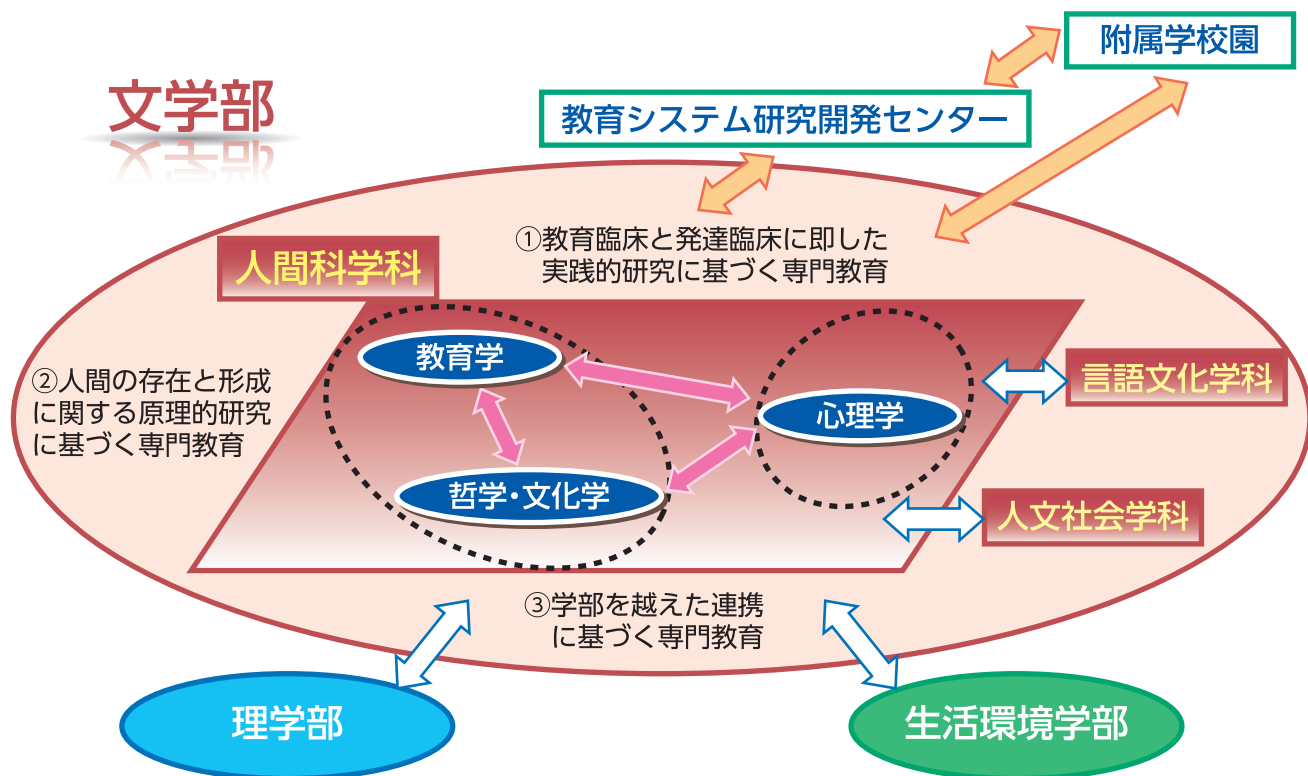 附属学校園
文学部
教育システム研究開発センター
①教育臨床と発達臨床に即した
実践的研究に基づく専門教育
人間科学科
教育学
②人間の存在と形成
に関する原理的研究
に基づく専門教育
言語文化学科
心理学
哲学・文化学
人文社会学科
③学部を越えた連携
に基づく専門教育
理学部
生活環境学部